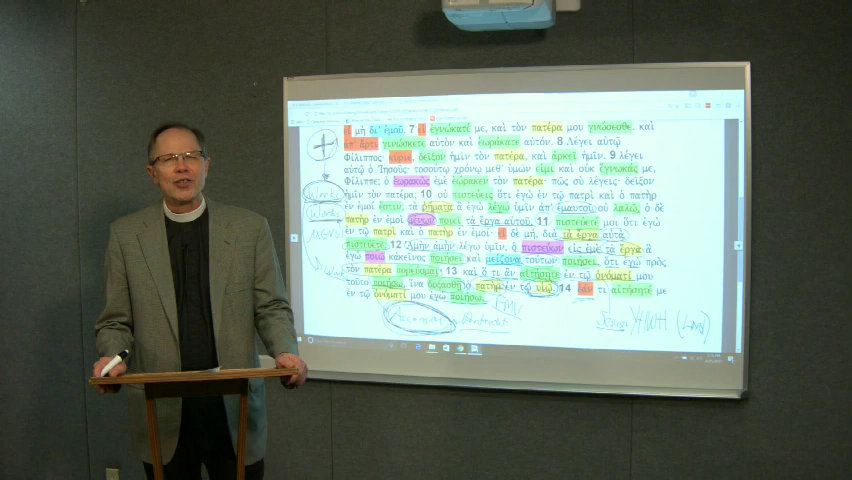 εἰ μὴ δι' ἐμοῦ. 7 εἰ ἐγνώκατέ με, καὶ τὸν πατέρα μου γνώσεσθε. καὶ
ἀπ' ἄρτι γινώσκετε αὐτὸν καὶ ἑωράκατε αὐτόν. 8 Λέγει αὐτῷ
Φίλιππος· κύριε, δεῖξον ἡμῖν τὸν πατέρα, καὶ ἀρκεῖ ἡμῖν. 9 λέγει
αὐτῷ ὁ Ἰησοῦς· τοσούτῳ χρόνῳ μεθ' ὑμῶν εἰμι καὶ οὐκ ἔγνωκάς με,
Φίλιππε; ὁ ἑωρακὼς ἐμὲ ἑώρακεν τὸν πατέρα· πῶς σὺ λέγεις· δεῖξον
ἡμῖν τὸν πατέρα; 10 οὐ πιστεύεις ὅτι ἐγὼ ἐν τῷ πατρὶ καὶ ὁ πατὴρ
ἐν ἐμοί ἐστιν; τὰ ῥήματα ἃ ἐγὼ λέγω ὑμῖν ἀπ' ἐμαυτοῦ οὐ λαλῶ, ὁ δὲ
πατὴρ ἐν ἐμοὶ μένων ποιεῖ τὰ ἔργα αὐτοῦ. 11 πιστεύετέ μοι ὅτι ἐγὼ
ἐν τῷ πατρὶ καὶ ὁ πατὴρ ἐν ἐμοί· εἰ δὲ μή, διὰ τὰ ἔργα αὐτὰ
πιστεύετε. 12 Ἀμὴν ἀμὴν λέγω ὑμῖν, ὁ πιστεύων εἰς ἐμὲ τὰ ἔργα ἃ
ἐγὼ ποιῶ κἀκεῖνος ποιήσει καὶ μείζονα τούτων ποιήσει, ὅτι ἐγὼ πρὸς
τὸν πατέρα πορεύομαι· 13 καὶ ὅ τι ἂν αἰτήσητε ἐν τῷ ὀνόματί μου
τοῦτο ποιήσω, ἵνα δοξασθῇ ὁ πατὴρ ἐν τῷ υἱῷ. 14 ἐάν τι αἰτήσητέ με
ἐν τῷ ὀνόματί μου ἐγὼ ποιήσω.
Works
Ascension
Pentecost
Jesus YHWH (Lord)